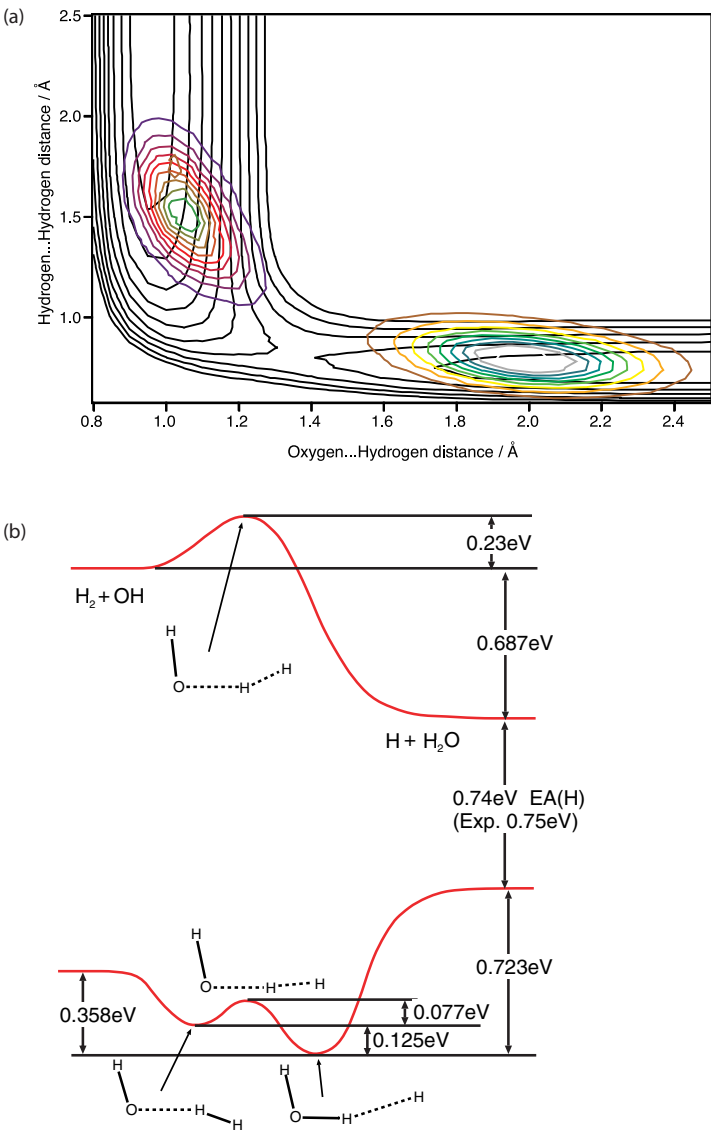 (a)
2.5
2.0
1.5
1.0
Hydrogen...Hydrogen distance / Å
0.8
1.0
1.2
1.4
1.6
1.8
2.0
2.2
2.4
Oxygen...Hydrogen distance / Å
(b)
0.23eV
H₂ + OH
H
0.687eV
H
O
H
H + H₂O
0.74eV EA(H)
(Exp. 0.75eV)
H
0.723eV
O
H
H
0.358eV
0.077eV
0.125eV
H
H
H
O
H
H
O
H